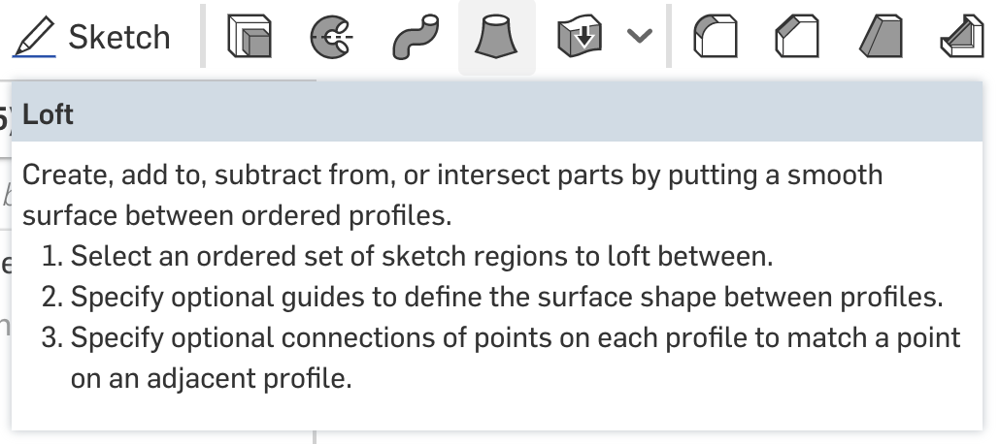 Sketch
5)
Loft
Create, add to, subtract from, or intersect parts by putting a smooth
surface between ordered profiles.
1. Select an ordered set of sketch regions to loft between.
2. Specify optional guides to define the surface shape between profiles.
3. Specify optional connections of points on each profile to match a point
on an adjacent profile.